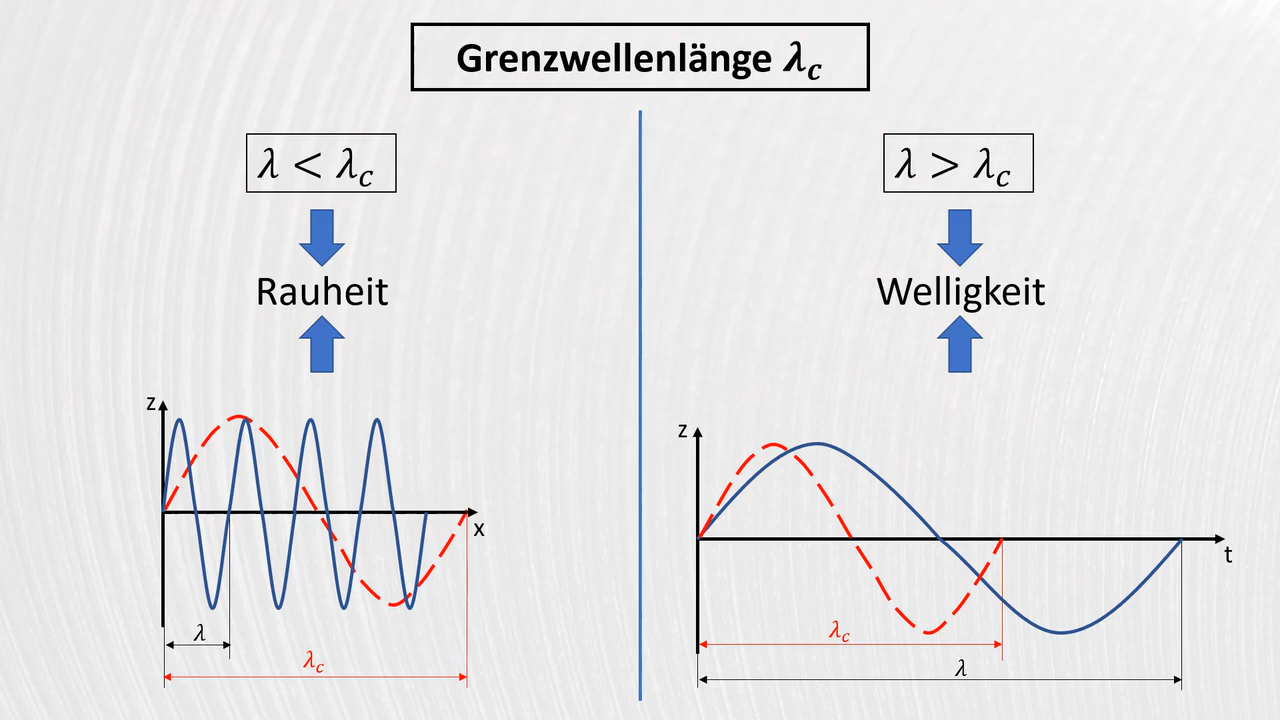 Grenzwellenlänge λc
λ < λc
Rauheit
z
x
λ
λc
λ > λc
Welligkeit
z
t
λc
λ